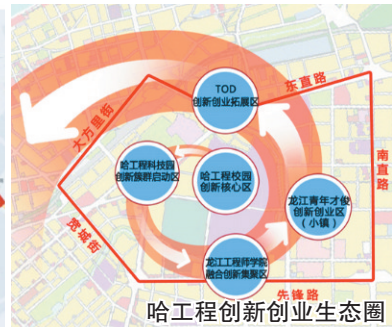 TOD
创新创业拓展区
东直路
大方里街
南直路
哈工程科技园
创新簇群启动区
哈工程校园
创新核心区
龙江青年才俊
创新创业区
（小镇）
宽城街
龙江工程师学院
融合创新集聚区
先锋路
哈工程创新创业生态圈